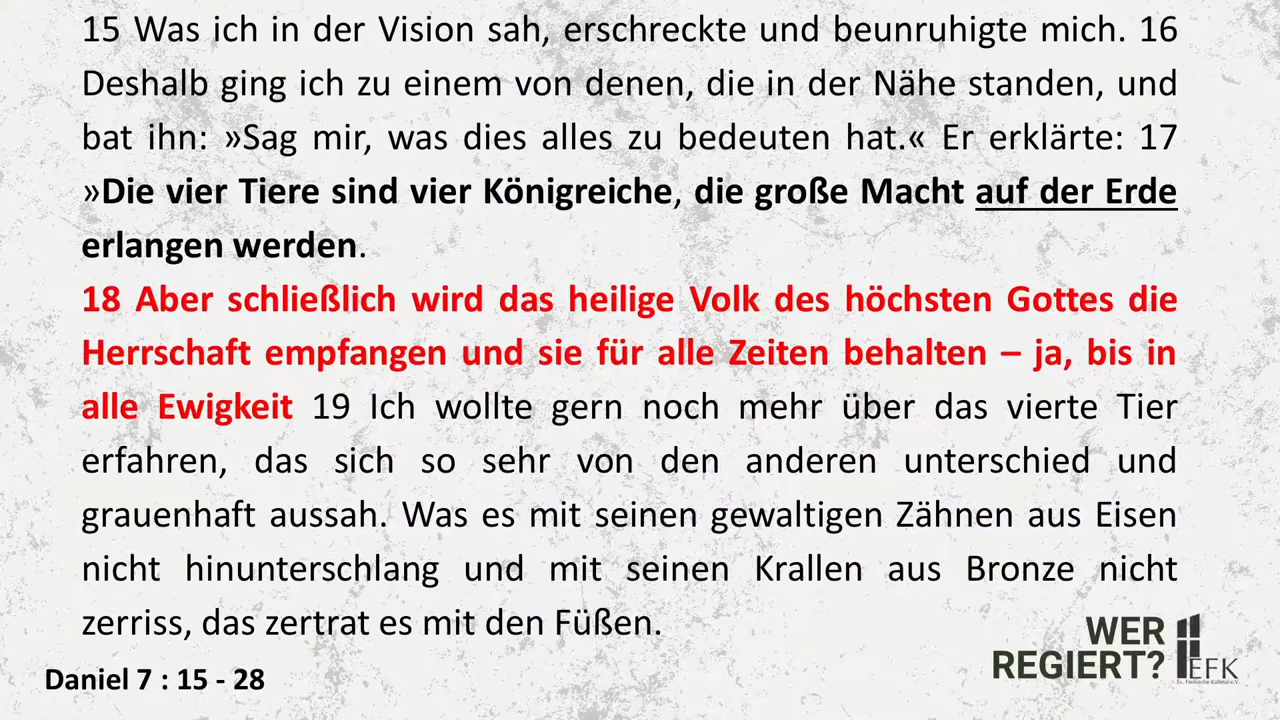 15 Was ich in der Vision sah, erschreckte und beunruhigte mich. 16
Deshalb ging ich zu einem von denen, die in der Nähe standen, und
bat ihn: »Sag mir, was dies alles zu bedeuten hat.« Er erklärte: 17
»Die vier Tiere sind vier Königreiche, die große Macht auf der Erde
erlangen werden.
18 Aber schließlich wird das heilige Volk des höchsten Gottes die
Herrschaft empfangen und sie für alle Zeiten behalten – ja, bis in
alle Ewigkeit 19 Ich wollte gern noch mehr über das vierte Tier
erfahren, das sich so sehr von den anderen unterschied und
grauenhaft aussah. Was es mit seinen gewaltigen Zähnen aus Eisen
nicht hinunterschlang und mit seinen Krallen aus Bronze nicht
zerriss, das zertrat es mit den Füßen.
Daniel 7 : 15 - 28
WER
REGIERT?
EFK
Ev. Freikirche Kalletal e.V.